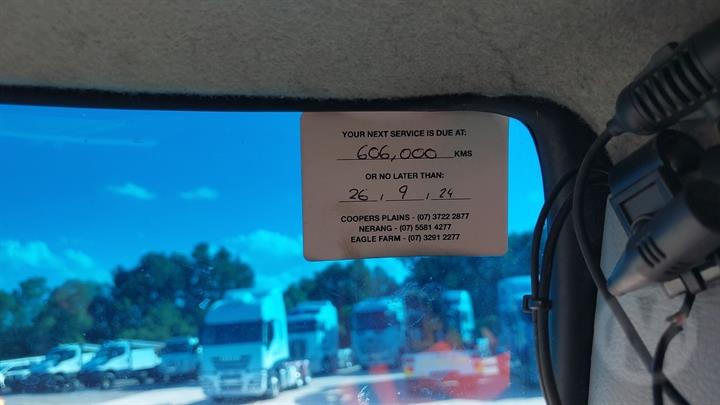 YOUR NEXT SERVICE IS DUE AT:
606,000 KMS
OR NO LATER THAN:
26, 9, 24
COOPERS PLAINS - (07) 3722 2877
NERANG - (07) 5581 4277
EAGLE FARM - (07) 3291 2277